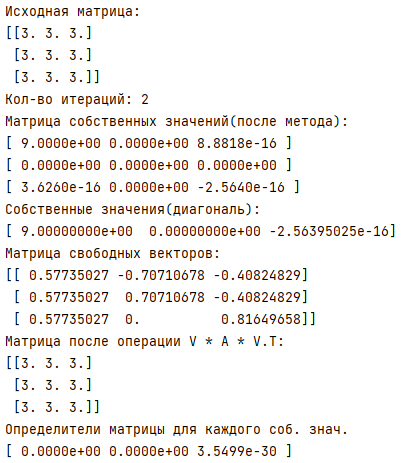 Исходная матрица:
[[3. 3. 3.]
 [3. 3. 3.]
 [3. 3. 3.]]
Кол-во итераций: 2
Матрица собственных значений(после метода):
[ 9.0000e+00 0.0000e+00 8.8818e-16 ]
[ 0.0000e+00 0.0000e+00 0.0000e+00 ]
[ 3.6260e-16 0.0000e+00 -2.5640e-16 ]
Собственные значения(диагональ):
[ 9.00000000e+00  0.00000000e+00 -2.56395025e-16]
Матрица свободных векторов:
[[ 0.57735027 -0.70710678 -0.40824829]
 [ 0.57735027  0.70710678 -0.40824829]
 [ 0.57735027  0.          0.81649658]]
Матрица после операции V * A * V.T:
[[3. 3. 3.]
 [3. 3. 3.]
 [3. 3. 3.]]
Определители матрицы для каждого соб. знач.
[ 0.0000e+00 0.0000e+00 3.5499e-30 ]